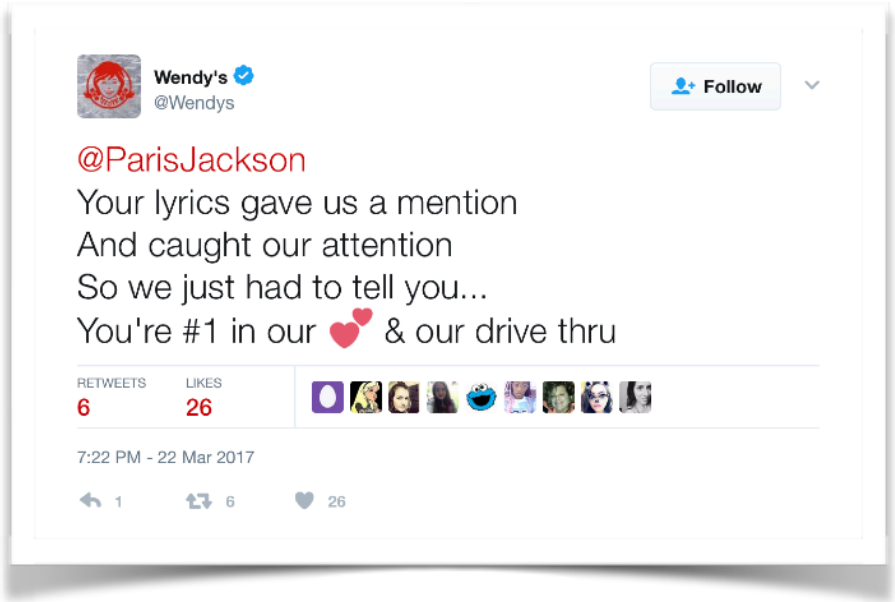 Wendy's
@Wendys
Follow
@ParisJackson
Your lyrics gave us a mention
And caught our attention
So we just had to tell you...
You're #1 in our 💕 & our drive thru
RETWEETS LIKES
6 26
7:22 PM - 22 Mar 2017
1 6 26